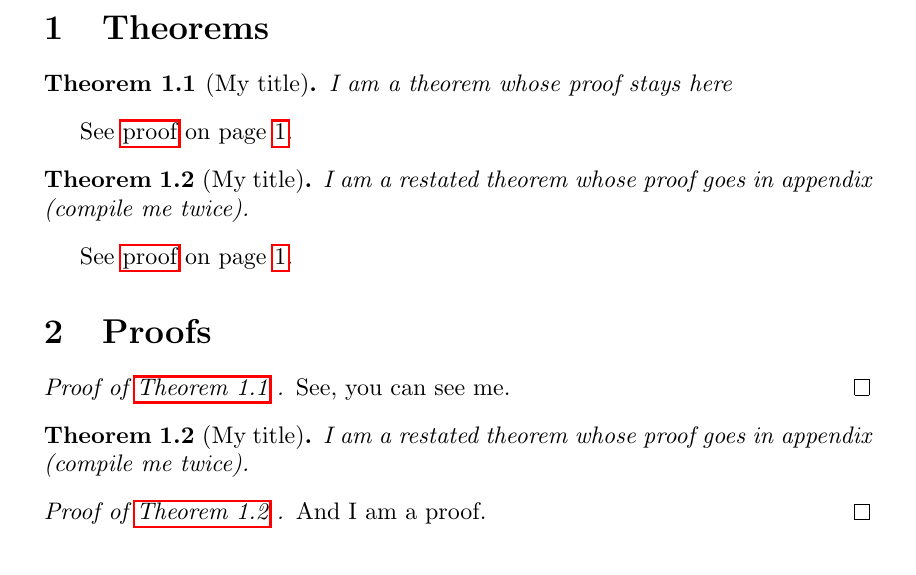 1 Theorems
Theorem 1.1 (My title). I am a theorem whose proof stays here
See proof on page 1.
Theorem 1.2 (My title). I am a restated theorem whose proof goes in appendix
(compile me twice).
See proof on page 1.
2 Proofs
Proof of Theorem 1.1 . See, you can see me. □
Theorem 1.2 (My title). I am a restated theorem whose proof goes in appendix
(compile me twice).
Proof of Theorem 1.2 . And I am a proof. □